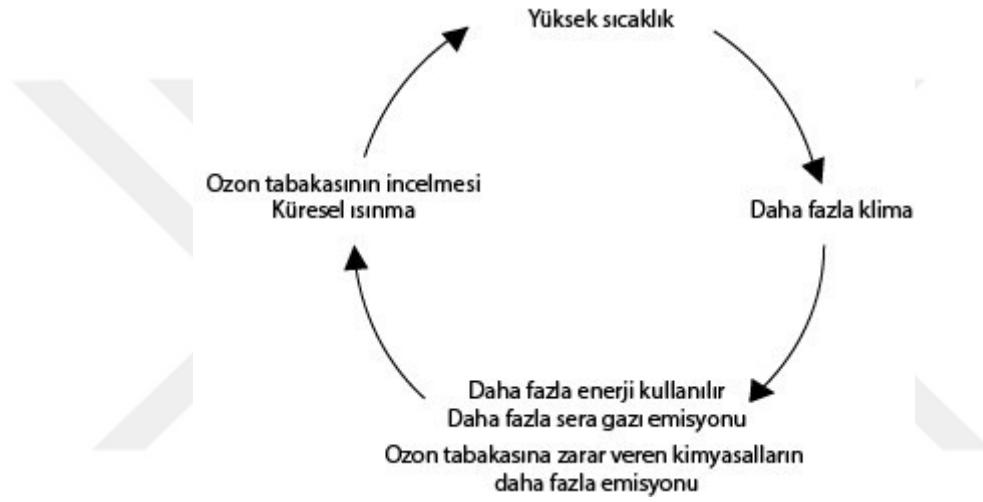 Yüksek sıcaklık
Daha fazla klima
Daha fazla enerji kullanılır
Daha fazla sera gazı emisyonu
Ozon tabakasına zarar veren kimyasalların
daha fazla emisyonu
Ozon tabakasının incelmesi
Küresel ısınma